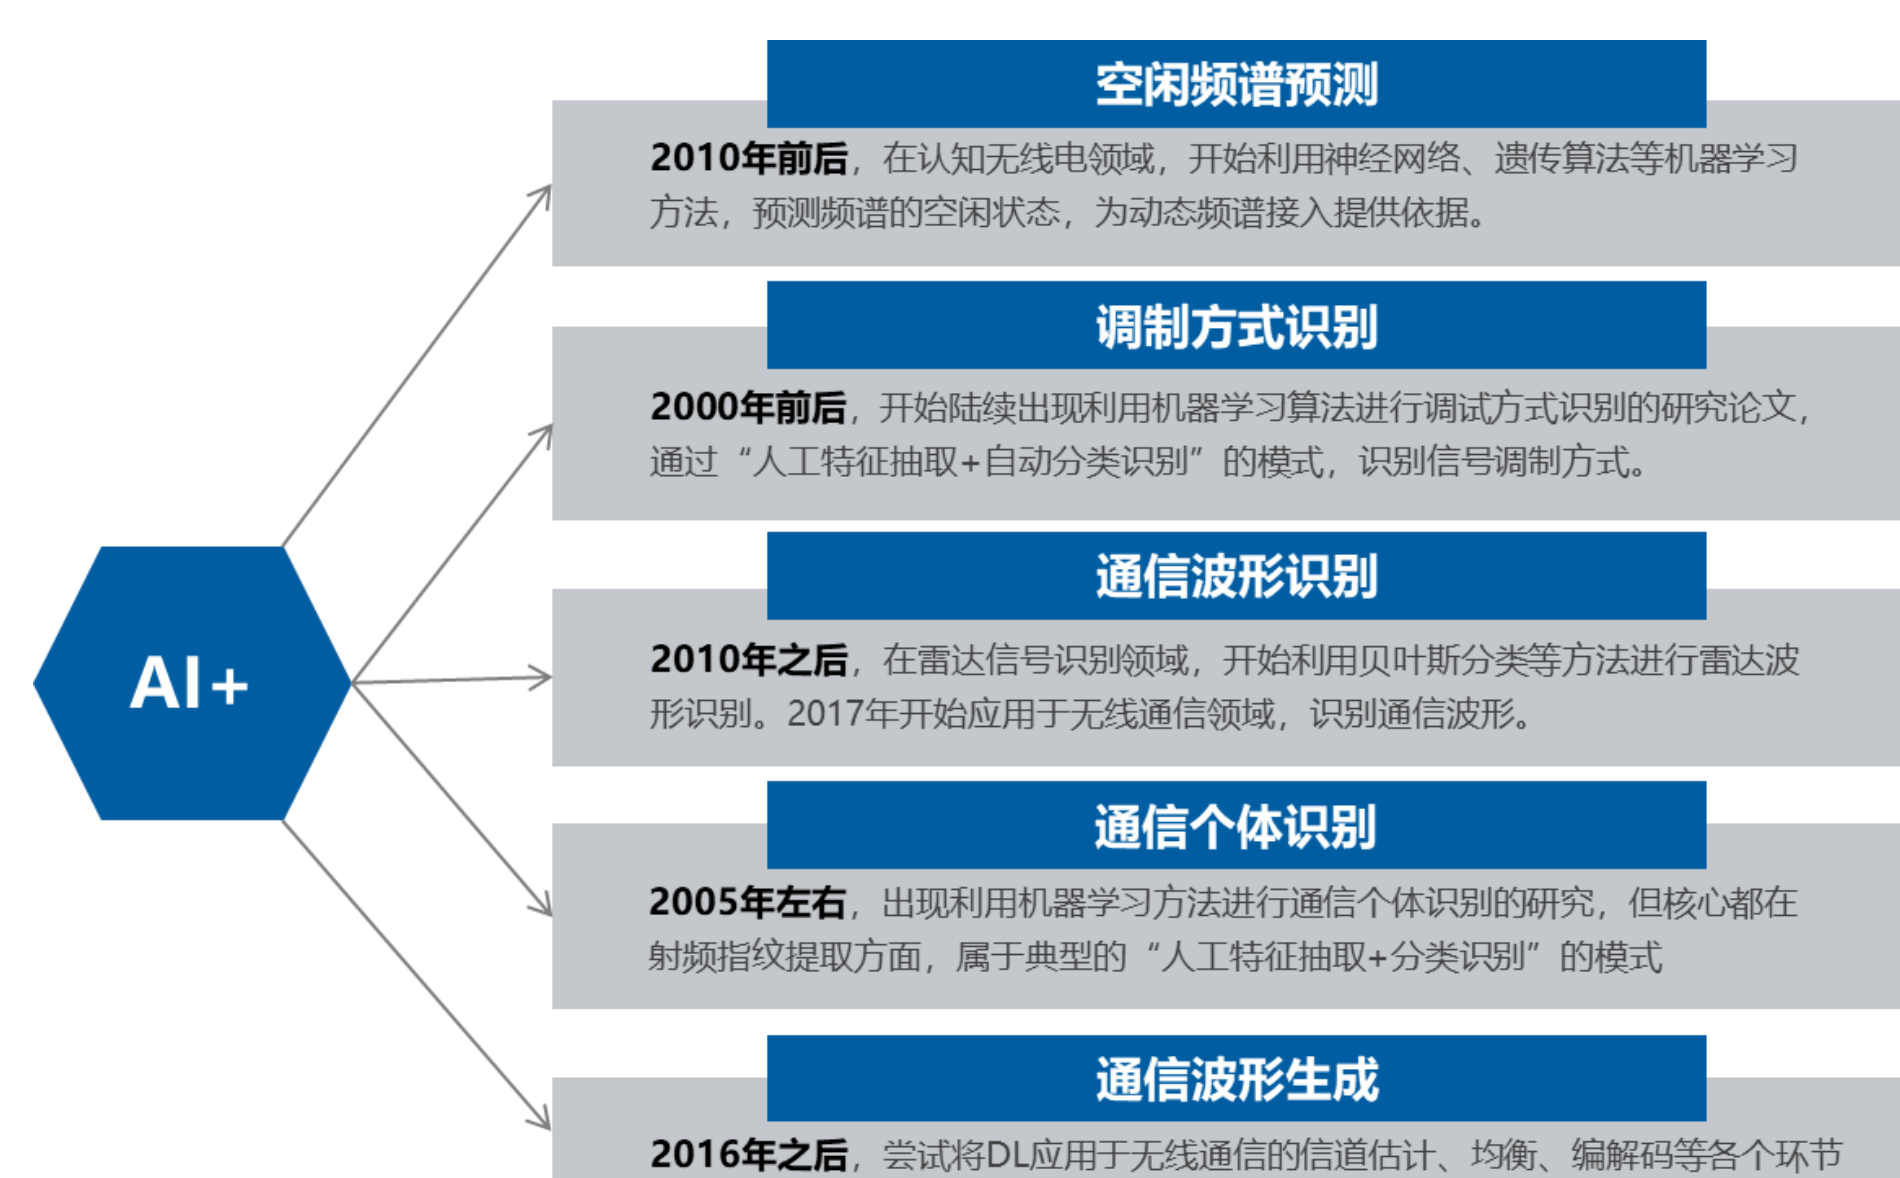 AI+
空闲频谱预测
2010年前后，在认知无线电领域，开始利用神经网络、遗传算法等机器学习
方法，预测频谱的空闲状态，为动态频谱接入提供依据。
调制方式识别
2000年前后，开始陆续出现利用机器学习算法进行调试方式识别的研究论文，
通过“人工特征抽取+自动分类识别”的模式，识别信号调制方式。
通信波形识别
2010年之后，在雷达信号识别领域，开始利用贝叶斯分类等方法进行雷达波
形识别。2017年开始应用于无线通信领域，识别通信波形。
通信个体识别
2005年左右，出现利用机器学习方法进行通信个体识别的研究，但核心都在
射频指纹提取方面，属于典型的“人工特征抽取+分类识别”的模式
通信波形生成
2016年之后，尝试将DL应用于无线通信的信道估计、均衡、编解码等各个环节